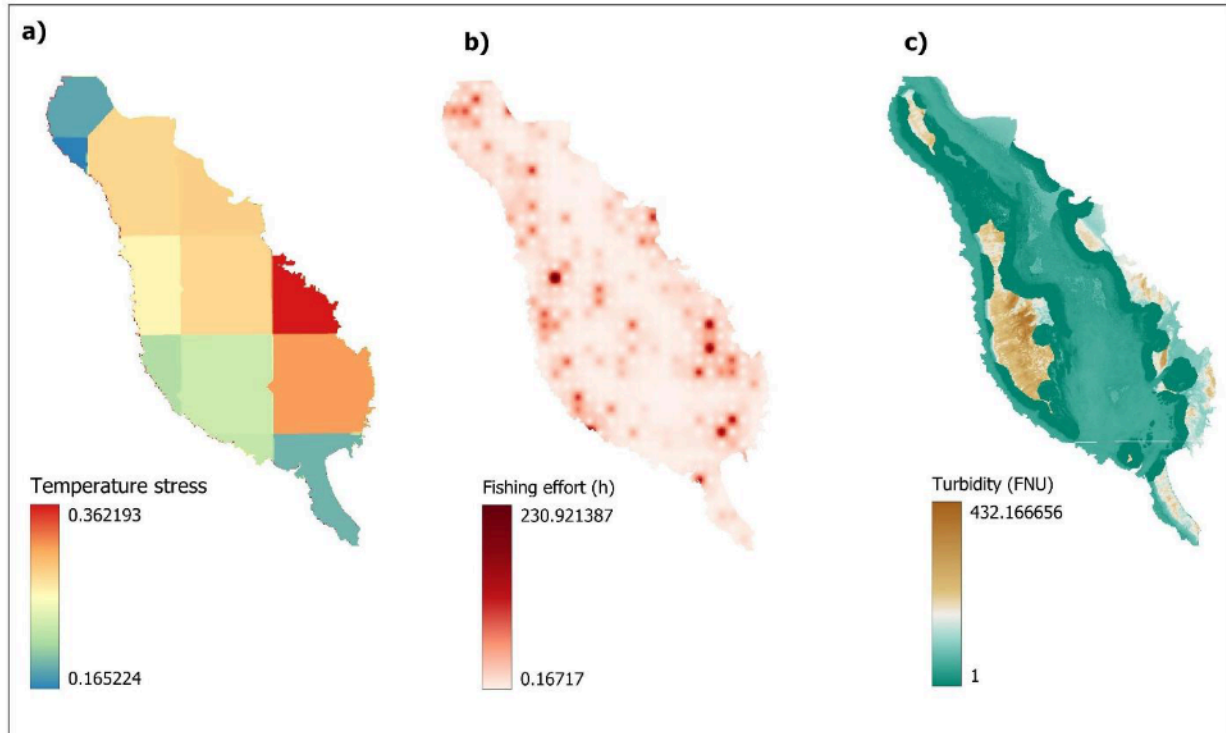 a)
b)
c)
Temperature stress
0.362193
0.165224
Fishing effort (h)
230.921387
0.16717
Turbidity (FNU)
432.166656
1